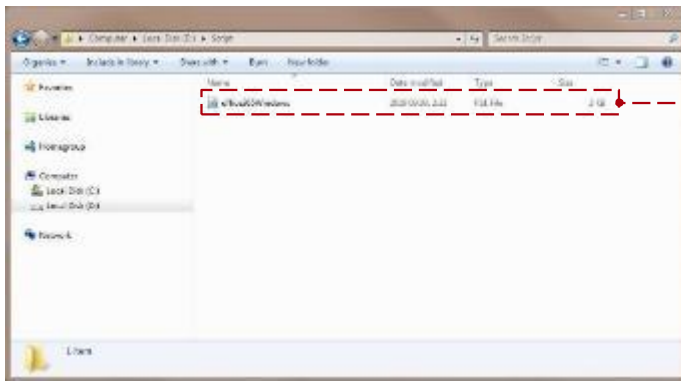 Computer ▸ Local Disk (D:) ▸ Script
Search Script
Organize Include in library Share with Burn New folder
Name Date modified Type Size
Favorites
office365Windows
Libraries
Homegroup
Computer
Local Disk (C:)
Local Disk (D:)
Network
1 item